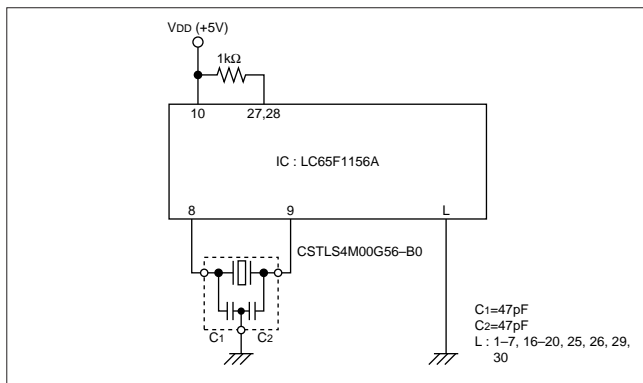 VDD (+5V)
1kΩ
10
27,28
IC : LC65F1156A
8
9
L
CSTLS4M00G56–B0
C1
C2
C1=47pF
C2=47pF
L : 1–7, 16–20, 25, 26, 29,
30